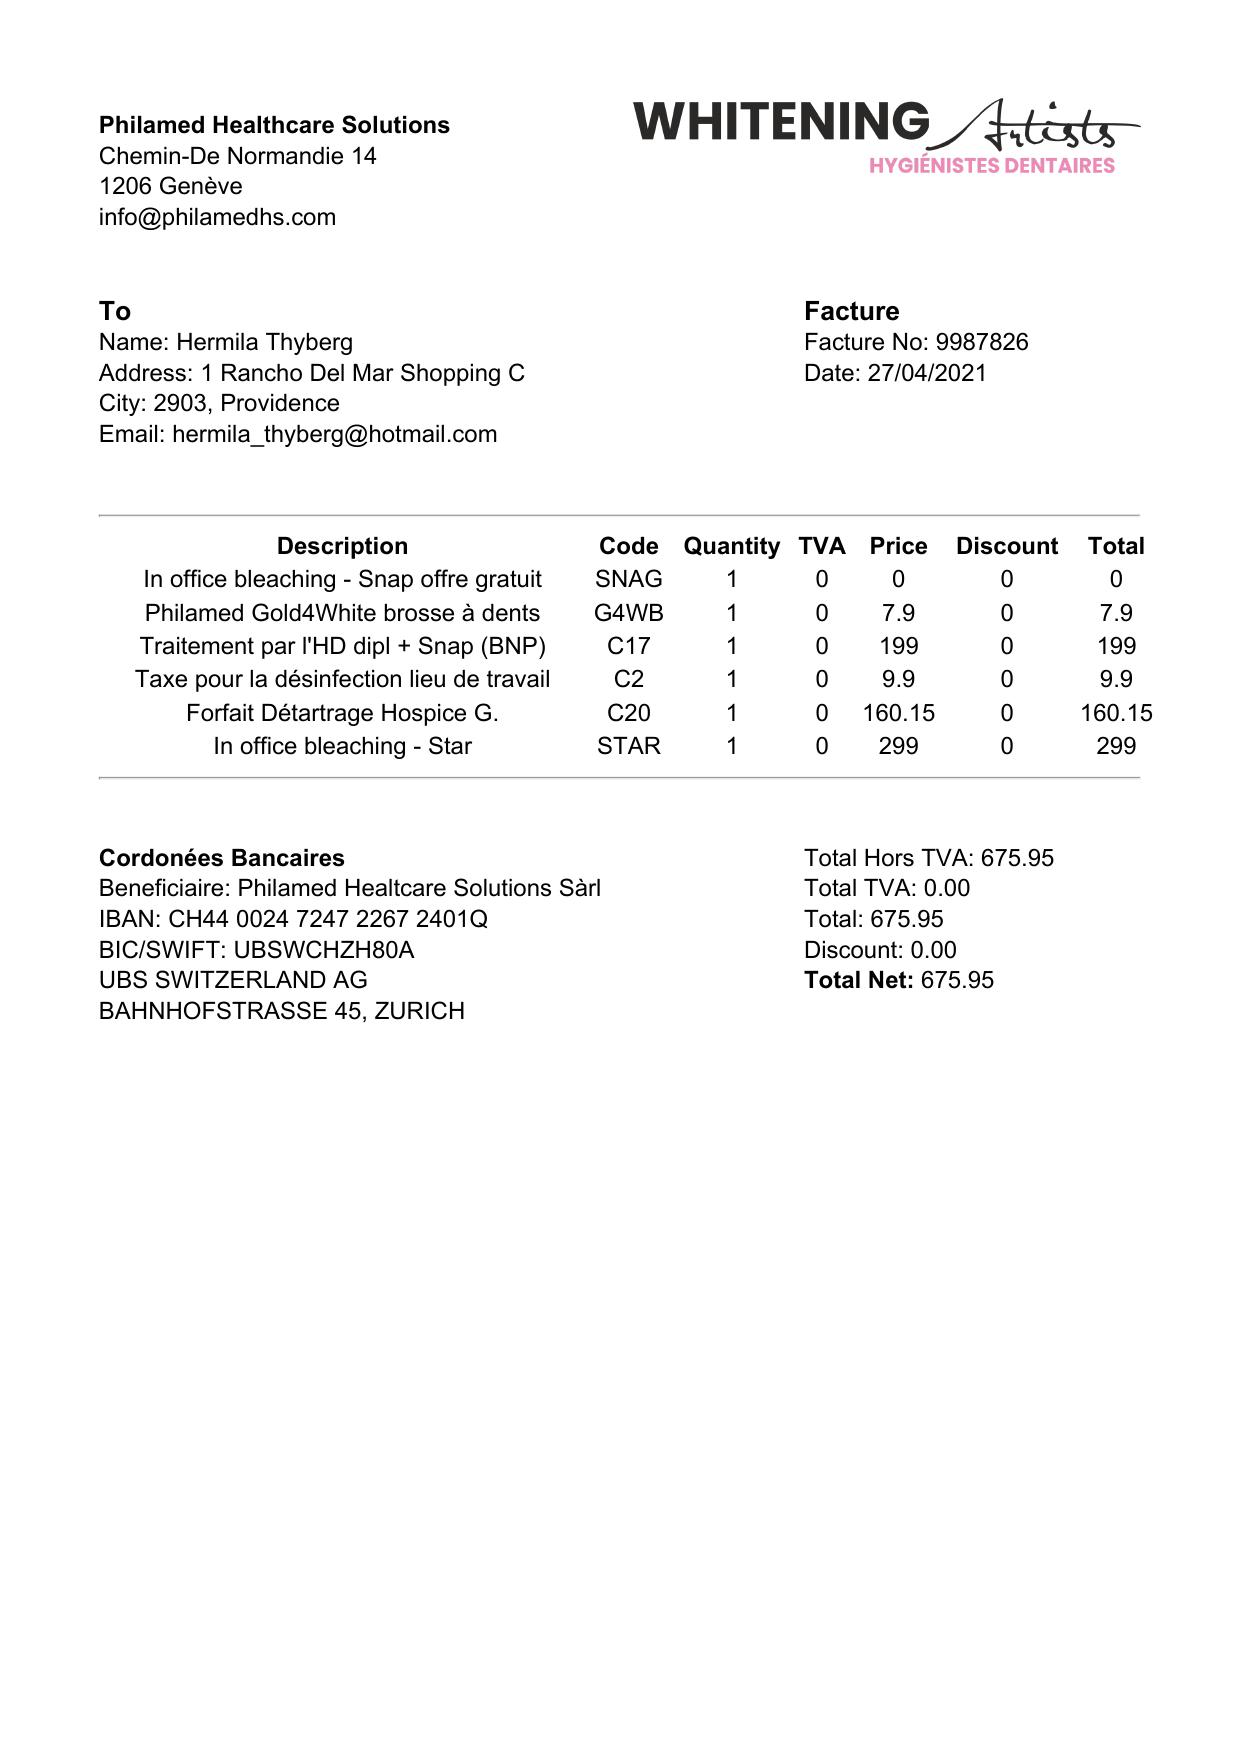 Philamed Healthcare Solutions
Chemin-De Normandie 14
1206 Genève
info@philamedhs.com
WHITENING Artists
HYGIÉNISTES DENTAIRES
To
Name: Hermila Thyberg
Address: 1 Rancho Del Mar Shopping C
City: 2903, Providence
Email: hermila_thyberg@hotmail.com
Facture
Facture No: 9987826
Date: 27/04/2021
Description Code Quantity TVA Price Discount Total
In office bleaching - Snap offre gratuit SNAG 1 0 0 0 0
Philamed Gold4White brosse à dents G4WB 1 0 7.9 0 7.9
Traitement par l'HD dipl + Snap (BNP) C17 1 0 199 0 199
Taxe pour la désinfection lieu de travail C2 1 0 9.9 0 9.9
Forfait Détartrage Hospice G. C20 1 0 160.15 0 160.15
In office bleaching - Star STAR 1 0 299 0 299
Cordonées Bancaires
Beneficiaire: Philamed Healtcare Solutions Sàrl
IBAN: CH44 0024 7247 2267 2401Q
BIC/SWIFT: UBSWCHZH80A
UBS SWITZERLAND AG
BAHNHOFSTRASSE 45, ZURICH
Total Hors TVA: 675.95
Total TVA: 0.00
Total: 675.95
Discount: 0.00
Total Net: 675.95